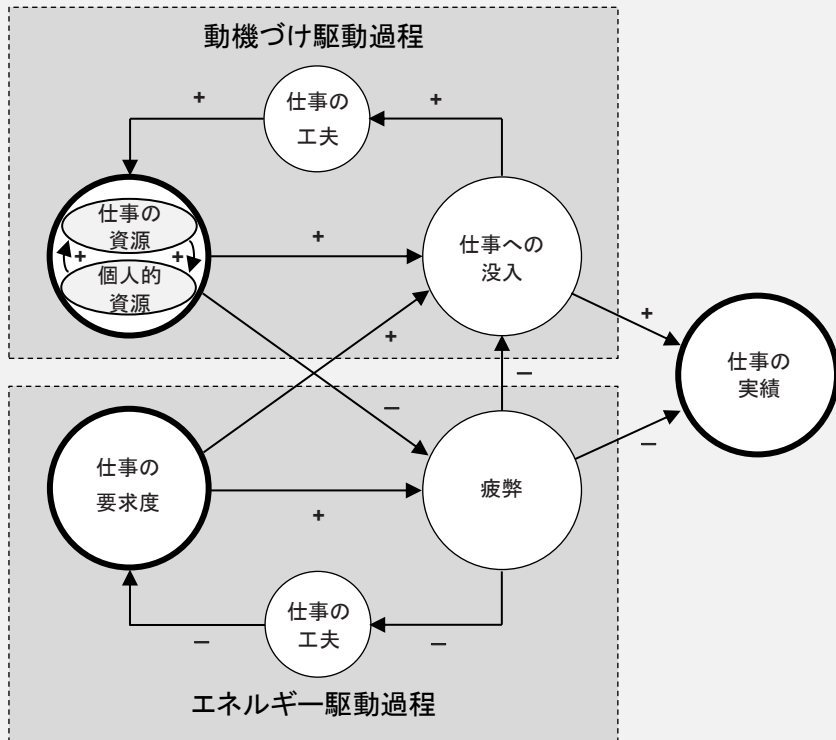 動機づけ駆動過程
+
仕事の
工夫
+
仕事の
資源
+
+
個人的
資源
+
仕事への
没入
+
+
仕事の
実績
−
−
−
仕事の
要求度
+
疲弊
仕事の
工夫
−
−
エネルギー駆動過程